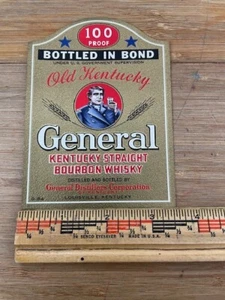 100
PROOF
BOTTLED IN BOND
UNDER U.S. GOVERNMENT SUPERVISION
Old Kentucky
General
KENTUCKY STRAIGHT
BOURBON WHISKY
DISTILLED AND BOTTLED BY
General Distillers Corporation
LOUISVILLE, KENTUCKY
MADE IN U.S.A.